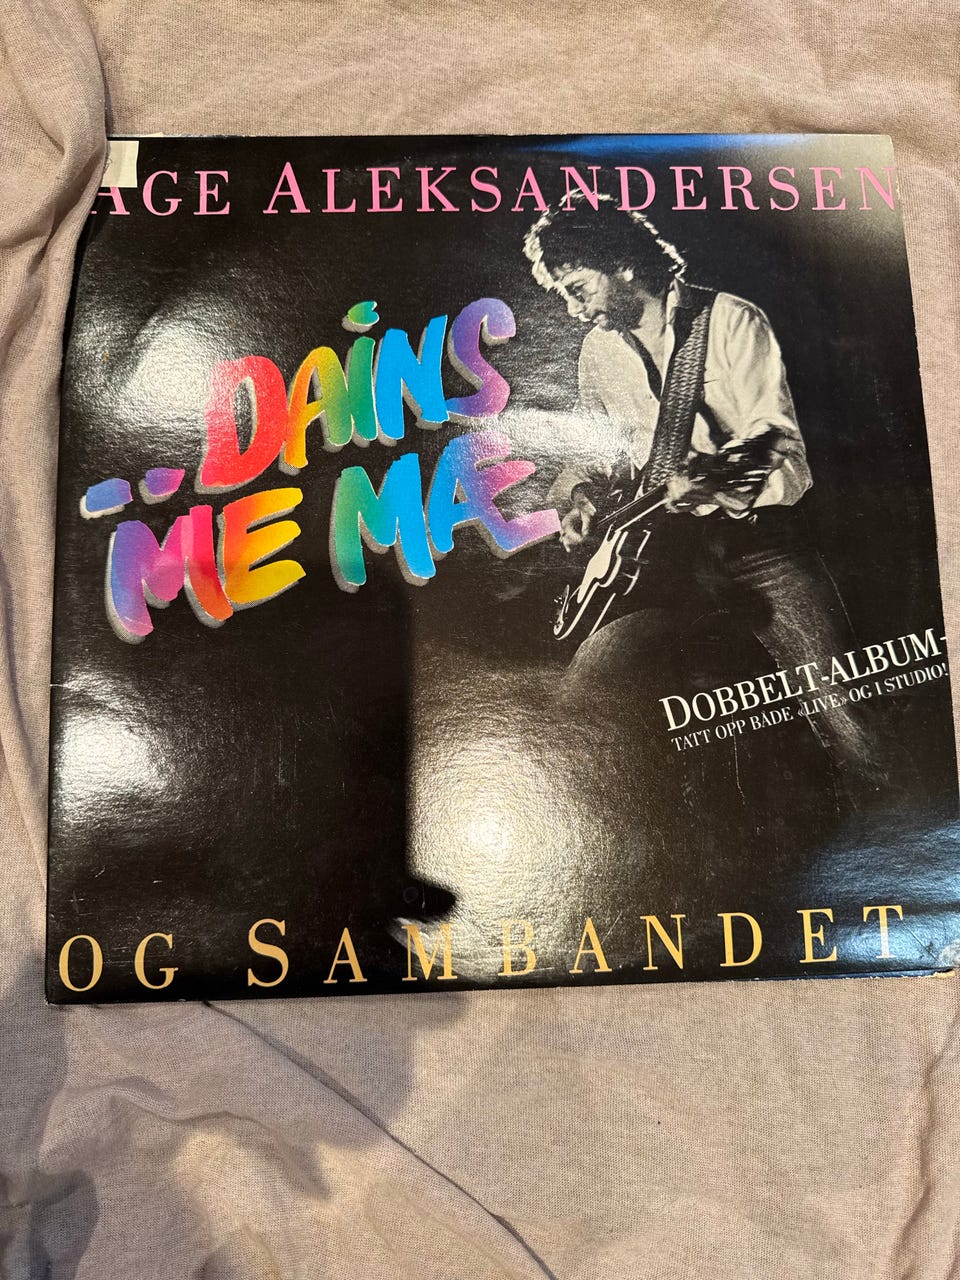 ÅGE ALEKSANDERSEN
..DAINS
ME MÆ
DOBBELT-ALBUM-
TATT OPP BÅDE «LIVE» OG I STUDIO!
OG SAMBANDET